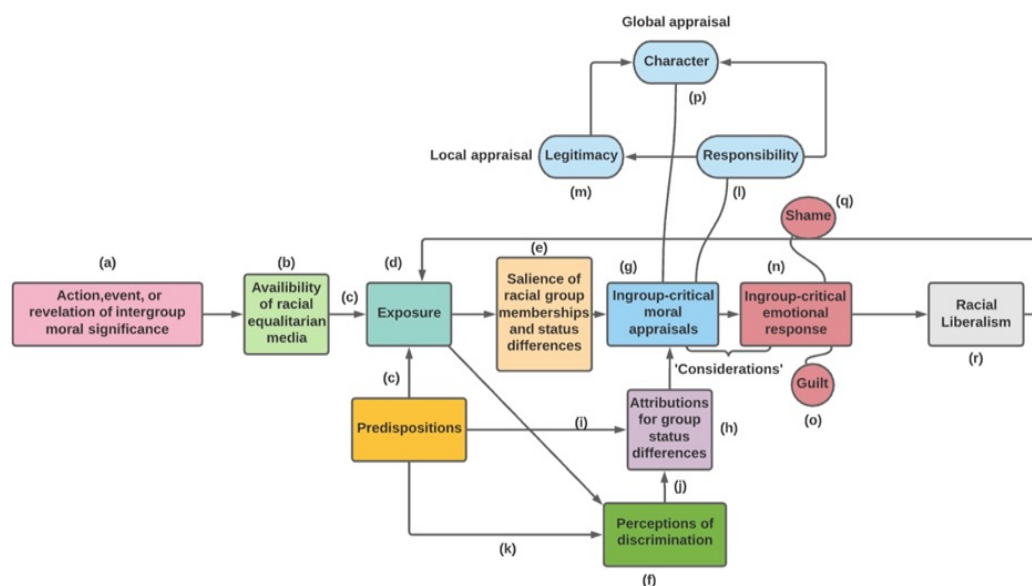 Global appraisal
Character
(p)
Local appraisal
Legitimacy
Responsibility
(m)
(l)
Shame
(q)
(a)
(b)
(d)
(e)
(g)
(n)
Action,event, or
revelation of intergroup
moral significance
Availibility
of racial
equalitarian
media
(c)
Exposure
Salience of
racial group
memberships
and status
differences
Ingroup-critical
moral
appraisals
Ingroup-critical
emotional
response
Racial
Liberalism
(r)
'Considerations'
Guilt
(o)
(c)
Predispositions
(i)
Attributions
for group
status
differences
(h)
(j)
Perceptions of
discrimination
(k)
(f)